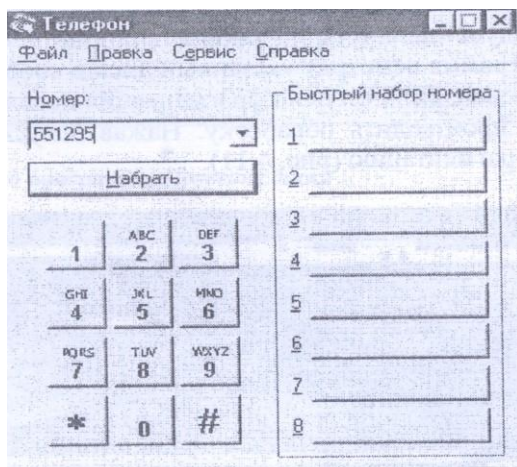 Телефон
Файл Правка Сервис Справка
Номер:
551295
Набрать
1
ABC 2
DEF 3
GHI 4
JKL 5
MNO 6
PQRS 7
TUV 8
WXYZ 9
*
0
#
Быстрый набор номера
1
2
3
4
5
6
7
8